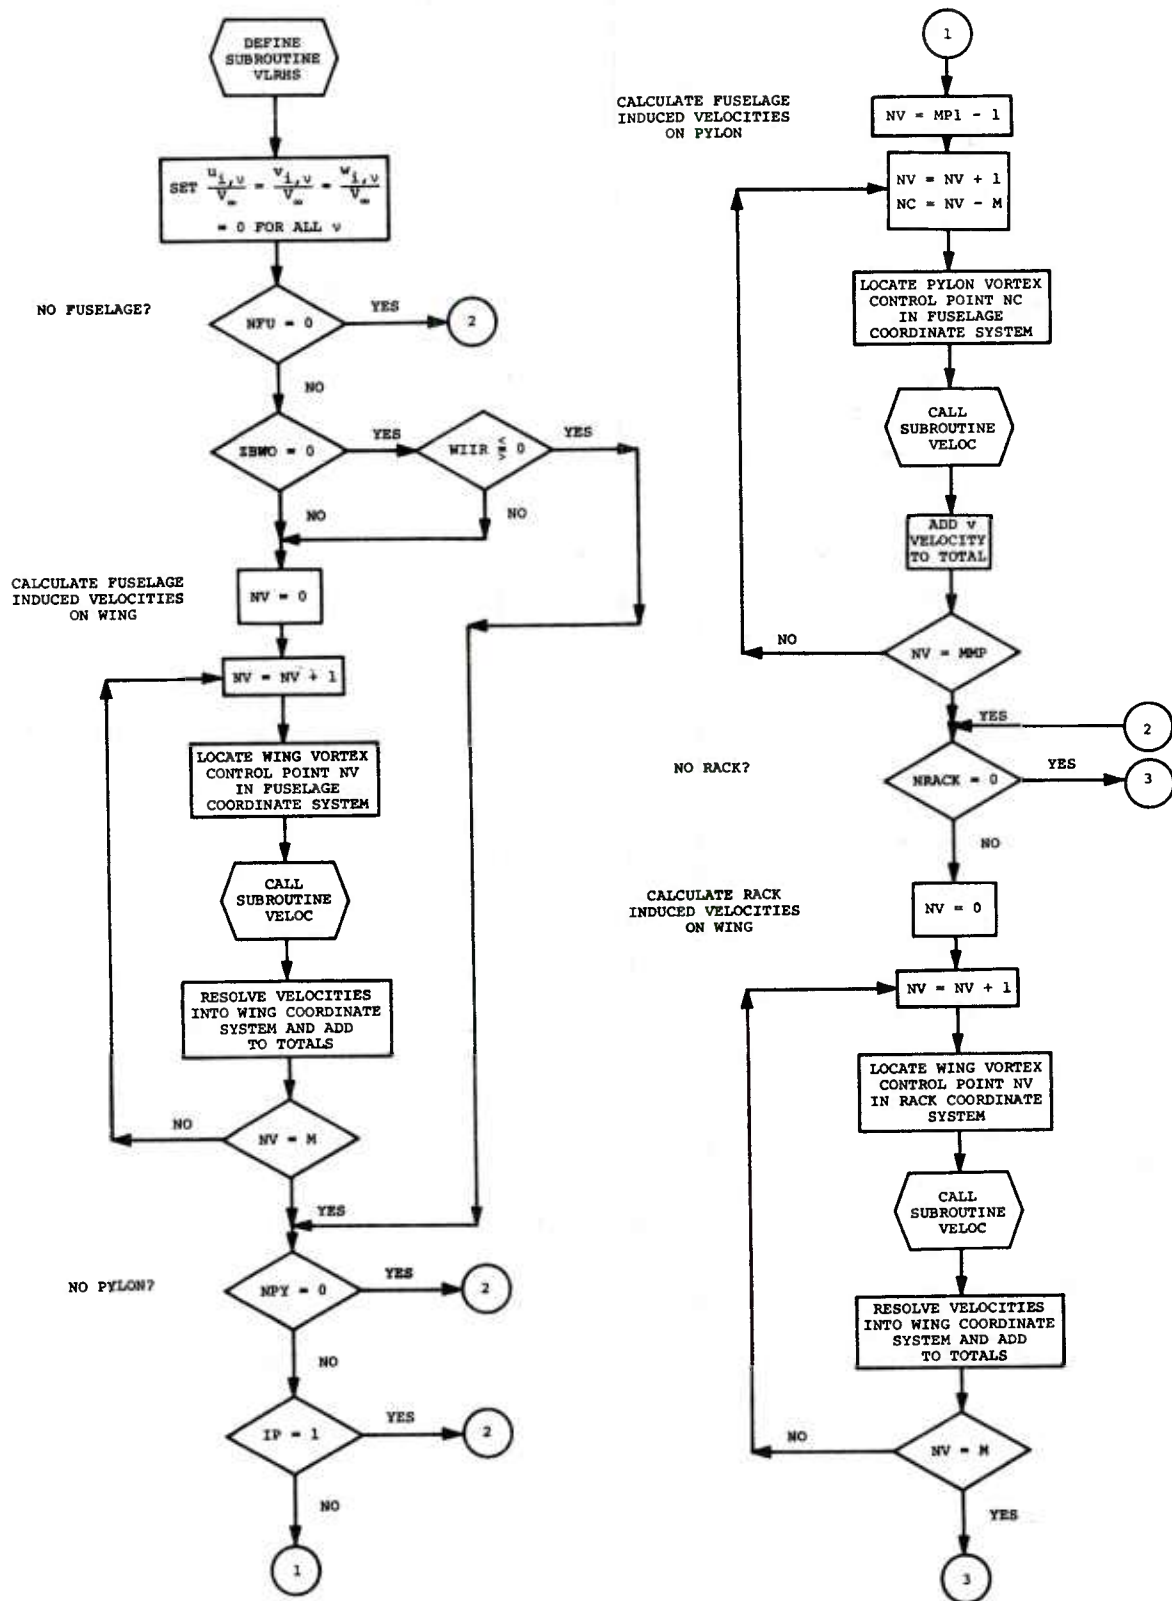 DEFINE
SUBROUTINE
VLRHS
SET u_i,ν/V_∞ = v_i,ν/V_∞ = w_i,ν/V_∞
= 0 FOR ALL ν
NO FUSELAGE?
NFU = 0
YES
2
NO
ZBWO = 0
YES
WIIR ⪋ 0
YES
NO
NO
CALCULATE FUSELAGE
INDUCED VELOCITIES
ON WING
NV = 0
NV = NV + 1
LOCATE WING VORTEX
CONTROL POINT NV
IN FUSELAGE
COORDINATE SYSTEM
CALL
SUBROUTINE
VELOC
RESOLVE VELOCITIES
INTO WING COORDINATE
SYSTEM AND ADD
TO TOTALS
NO
NV = M
YES
NO PYLON?
NPY = 0
YES
2
NO
IP = 1
YES
2
NO
1
1
CALCULATE FUSELAGE
INDUCED VELOCITIES
ON PYLON
NV = MP1 - 1
NV = NV + 1
NC = NV - M
LOCATE PYLON VORTEX
CONTROL POINT NC
IN FUSELAGE
COORDINATE SYSTEM
CALL
SUBROUTINE
VELOC
ADD v
VELOCITY
TO TOTAL
NO
NV = MMP
YES
2
NO RACK?
NRACK = 0
YES
3
NO
CALCULATE RACK
INDUCED VELOCITIES
ON WING
NV = 0
NV = NV + 1
LOCATE WING VORTEX
CONTROL POINT NV
IN RACK COORDINATE
SYSTEM
CALL
SUBROUTINE
VELOC
RESOLVE VELOCITIES
INTO WING COORDINATE
SYSTEM AND ADD
TO TOTALS
NO
NV = M
YES
3